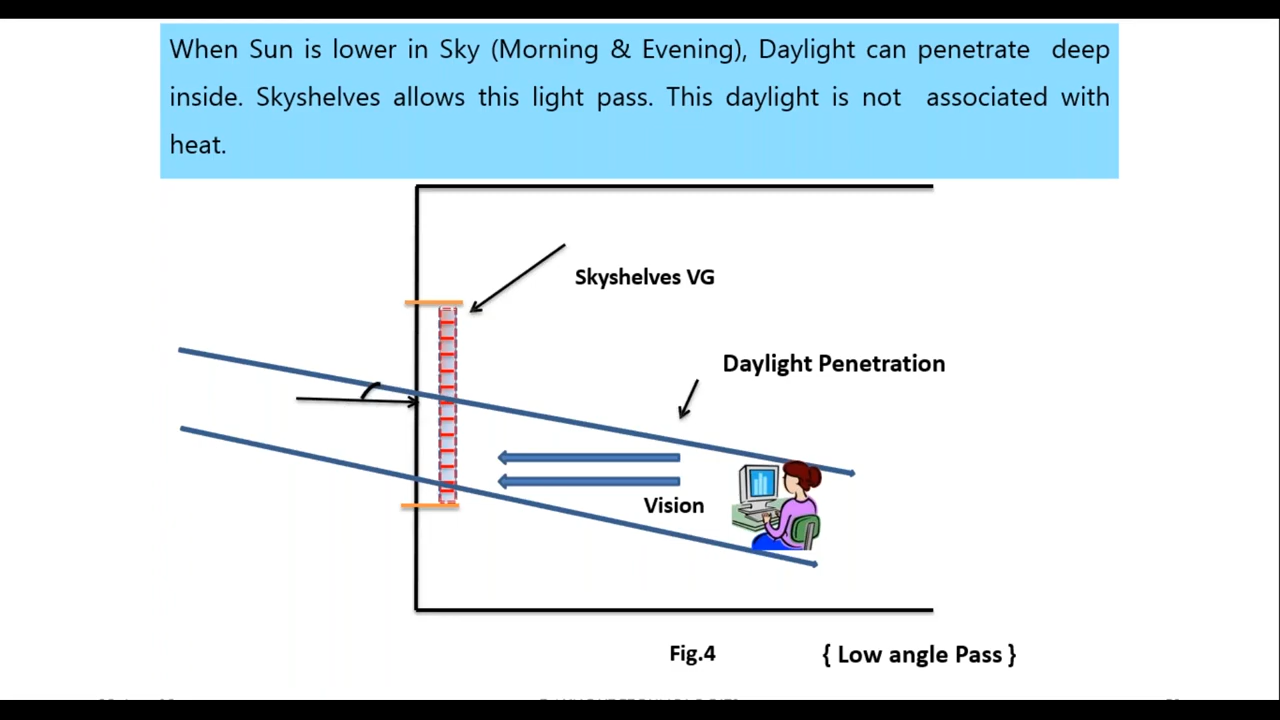 When Sun is lower in Sky (Morning & Evening), Daylight can penetrate deep
inside. Skyshelves allows this light pass. This daylight is not associated with
heat.
Skyshelves VG
Daylight Penetration
Vision
Fig.4
{ Low angle Pass }